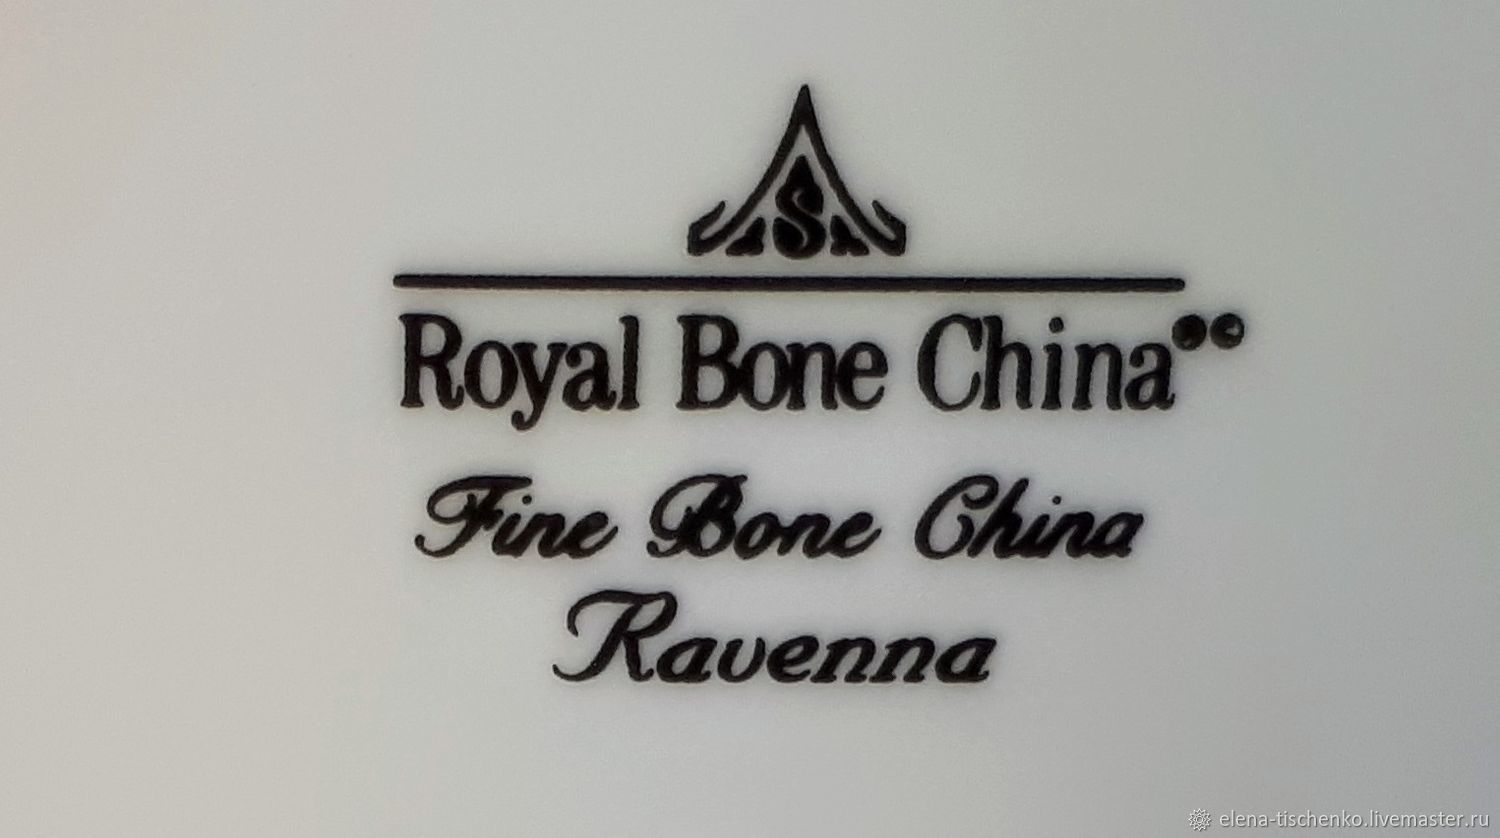 S
Royal Bone China
Fine Bone China
Ravenna
elena-tischenko.livemaster.ru